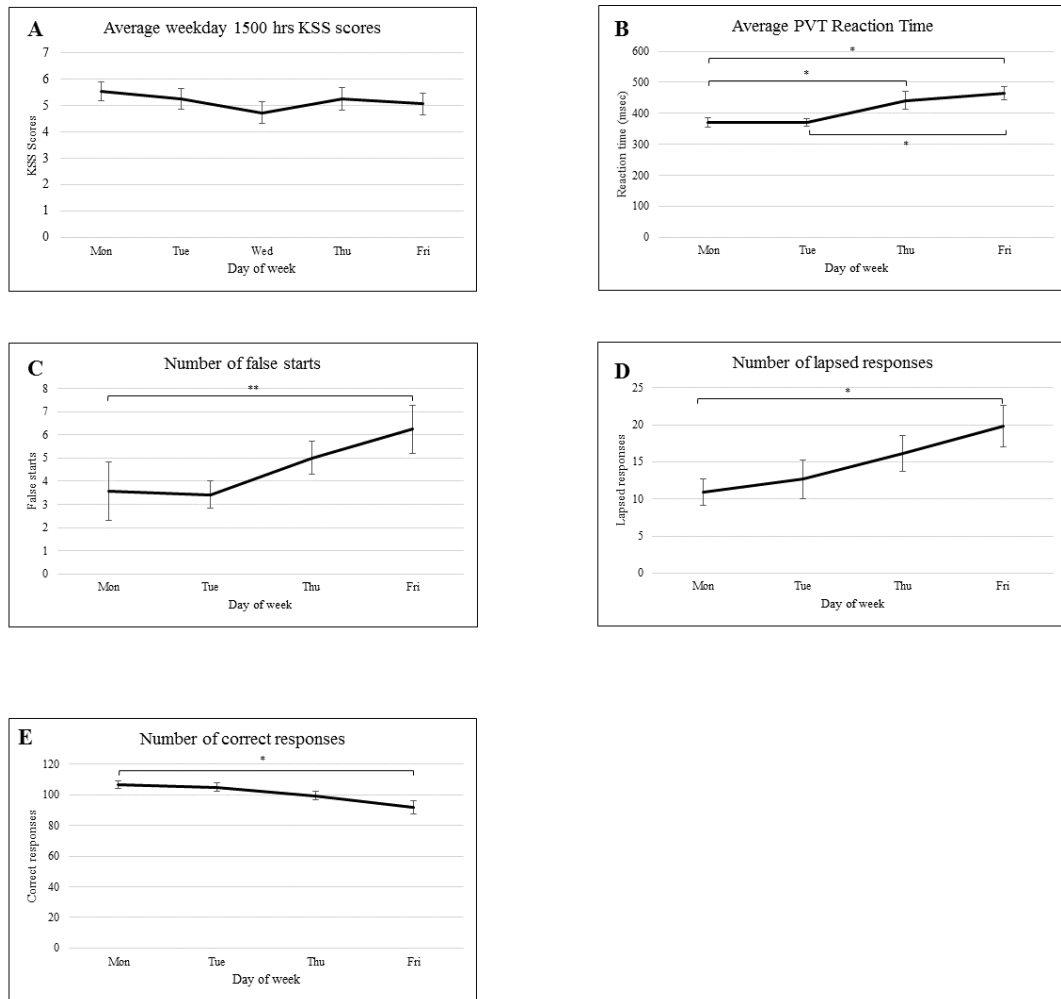 A
Average weekday 1500 hrs KSS scores
7
6
5
4
3
2
1
0
KSS Scores
Mon Tue Wed Thu Fri
Day of week
B
Average PVT Reaction Time
600
500
400
300
200
100
0
Reaction time (msec)
*
*
*
Mon Tue Thu Fri
Day of week
C
Number of false starts
8
7
6
5
4
3
2
1
0
False starts
**
Mon Tue Thu Fri
Day of week
D
Number of lapsed responses
25
20
15
10
5
0
Lapsed responses
*
Mon Tue Thu Fri
Day of week
E
Number of correct responses
120
100
80
60
40
20
0
Correct responses
*
Mon Tue Thu Fri
Day of week